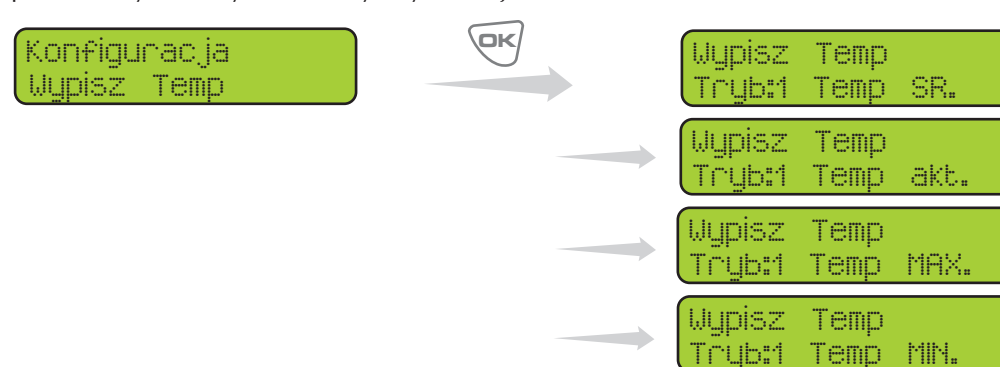 Konfiguracja
Wypisz Temp
OK
Wypisz Temp
Tryb:1 Temp SR.
Wypisz Temp
Tryb:1 Temp akt.
Wypisz Temp
Tryb:1 Temp MAX.
Wypisz Temp
Tryb:1 Temp MIN.